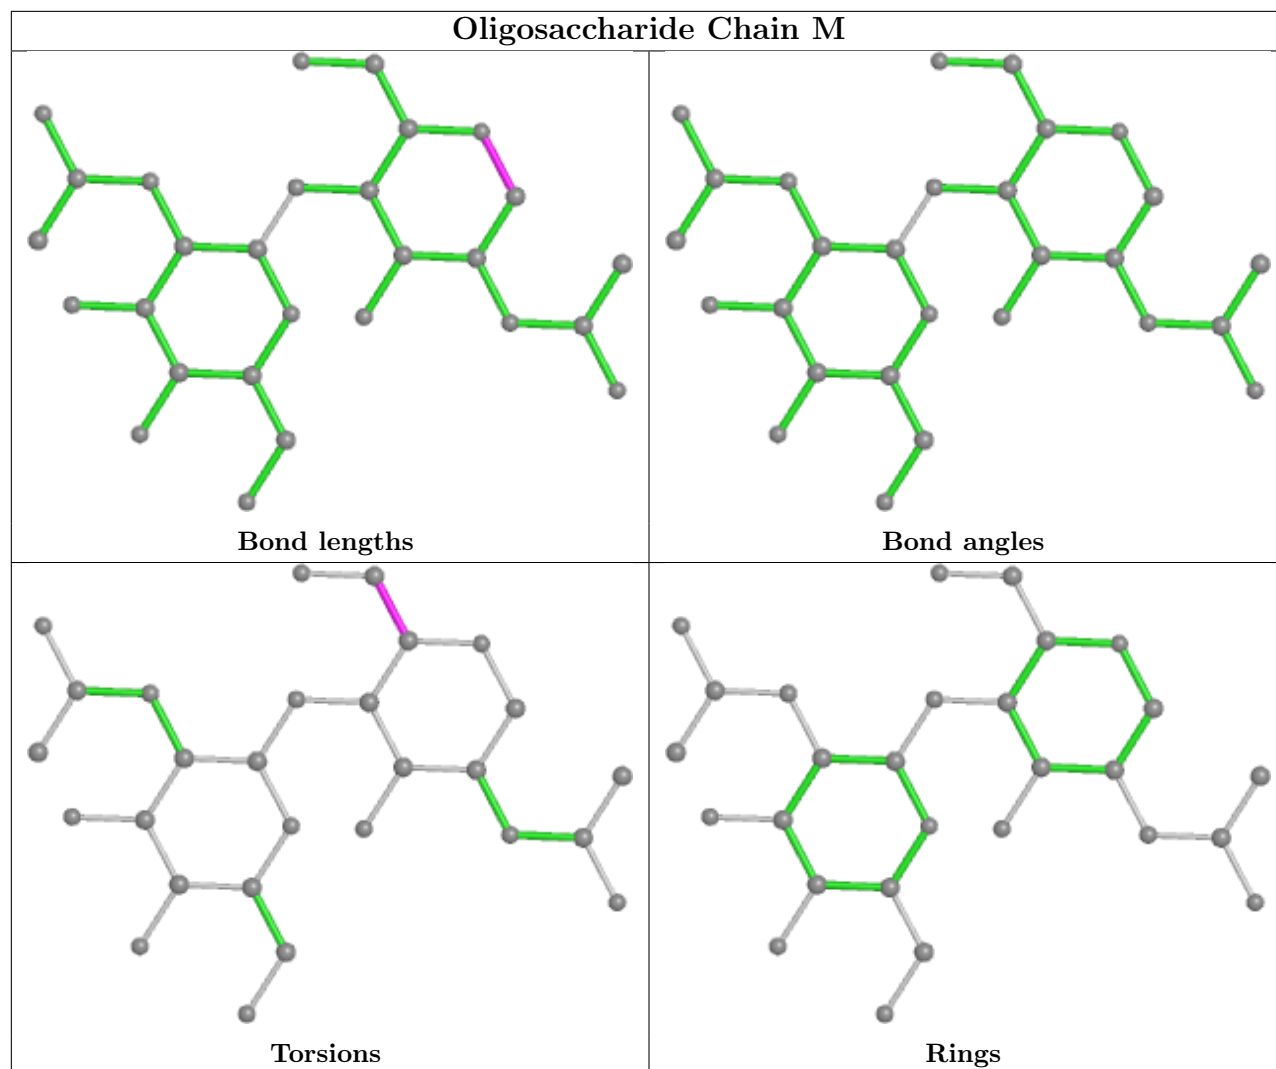 Oligosaccharide Chain M
Bond lengths
Bond angles
Torsions
Rings